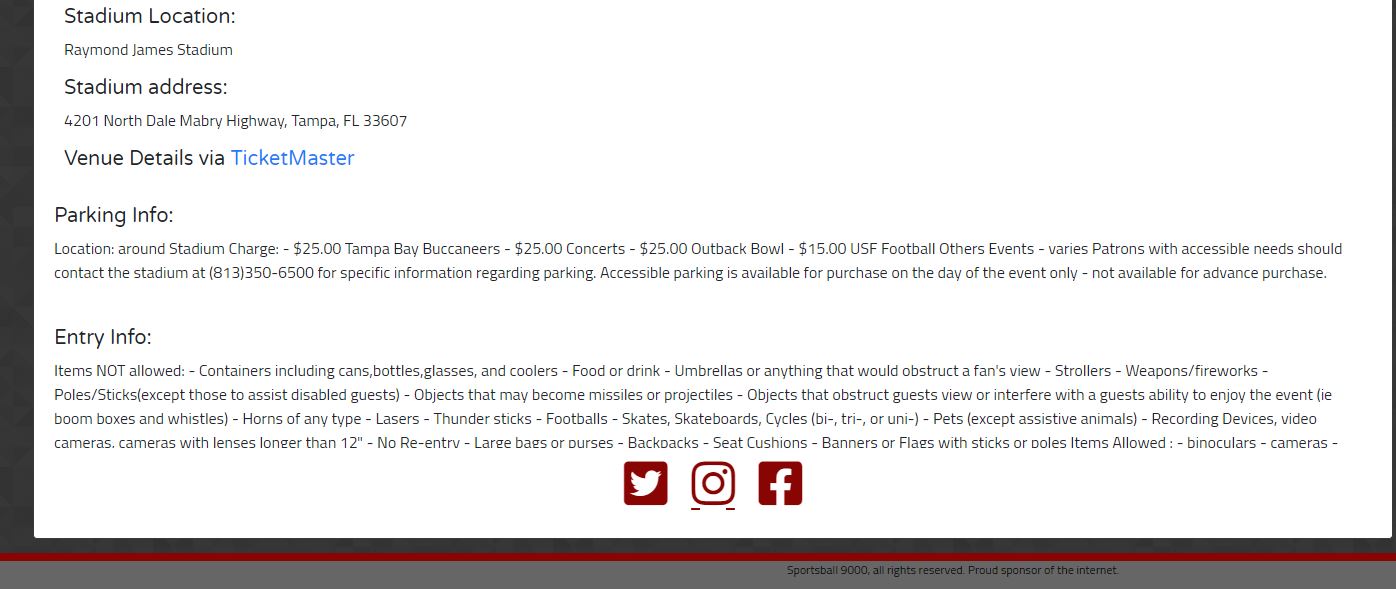 Stadium Location:
Raymond James Stadium
Stadium address:
4201 North Dale Mabry Highway, Tampa, FL 33607
Venue Details via TicketMaster
Parking Info:
Location: around Stadium Charge: - $25.00 Tampa Bay Buccaneers - $25.00 Concerts - $25.00 Outback Bowl - $15.00 USF Football Others Events - varies Patrons with accessible needs should
contact the stadium at (813)350-6500 for specific information regarding parking. Accessible parking is available for purchase on the day of the event only - not available for advance purchase.
Entry Info:
Items NOT allowed: - Containers including cans,bottles,glasses, and coolers - Food or drink - Umbrellas or anything that would obstruct a fan's view - Strollers - Weapons/fireworks -
Poles/Sticks(except those to assist disabled guests) - Objects that may become missiles or projectiles - Objects that obstruct guests view or interfere with a guests ability to enjoy the event (ie
boom boxes and whistles) - Horns of any type - Lasers - Thunder sticks - Footballs - Skates, Skateboards, Cycles (bi-, tri-, or uni-) - Pets (except assistive animals) - Recording Devices, video
cameras, cameras with lenses longer than 12" - No Re-entry - Large bags or purses - Backpacks - Seat Cushions - Banners or Flags with sticks or poles Items Allowed : - binoculars - cameras -
Sportsball 9000, all rights reserved. Proud sponsor of the internet.